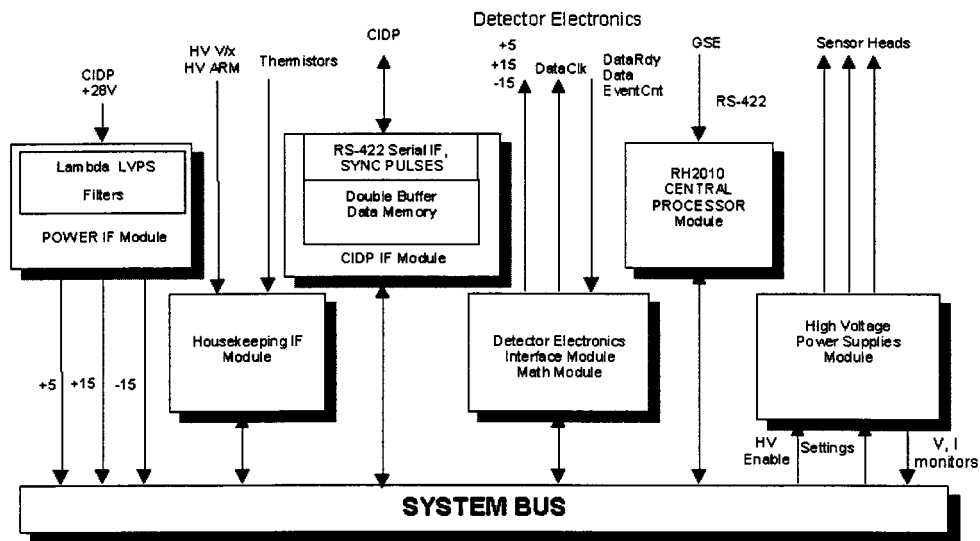 Detector Electronics
CIDP
+28V
HV V/x
HV ARM
Thermistors
CIDP
+5
+15
-15
DataClk
DataRdy
Data
EventCnt
GSE
RS-422
Sensor Heads
Lambda LVPS
Filters
POWER IF Module
RS-422 Serial IF,
SYNC PULSES
Double Buffer
Data Memory
CIDP IF Module
RH2010
CENTRAL
PROCESSOR
Module
Housekeeping IF
Module
Detector Electronics
Interface Module
Math Module
High Voltage
Power Supplies
Module
+5
+15
-15
HV
Enable
Settings
V, I
monitors
SYSTEM BUS